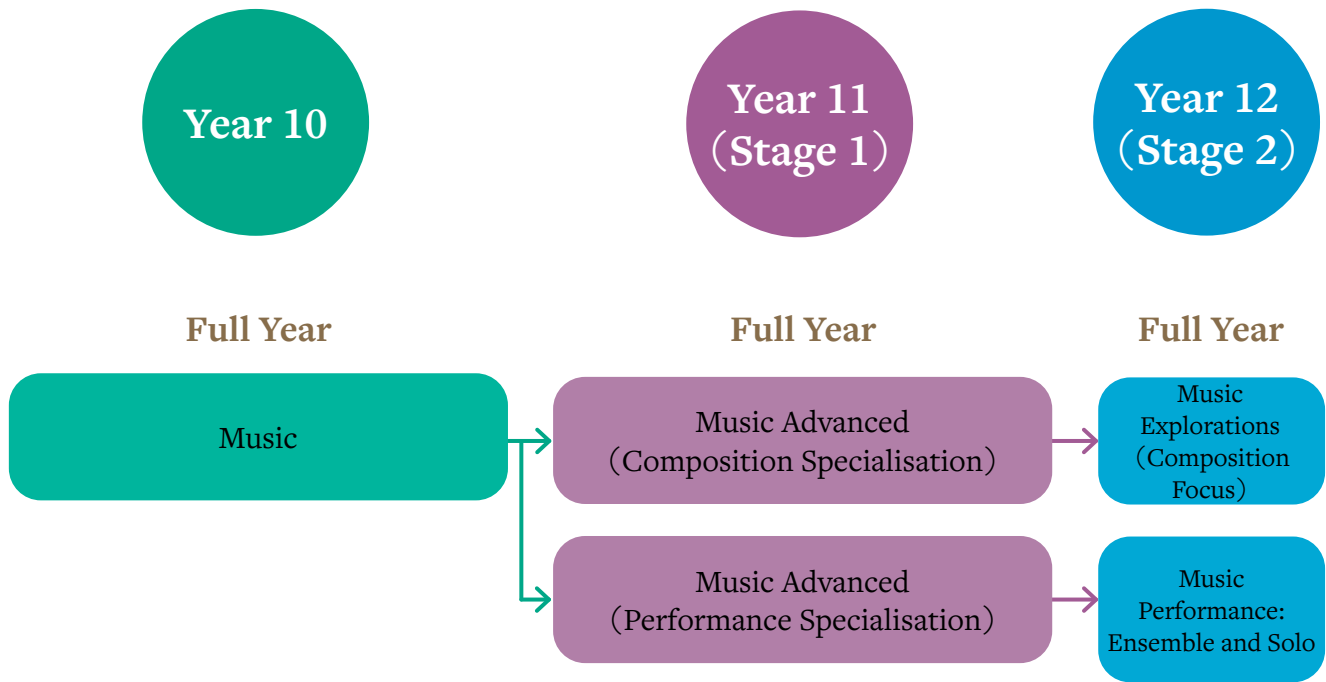 Year 10
Year 11
(Stage 1)
Year 12
(Stage 2)
Full Year
Full Year
Full Year
Music
Music Advanced
(Composition Specialisation)
Music
Explorations
(Composition
Focus)
Music Advanced
(Performance Specialisation)
Music
Performance:
Ensemble and Solo